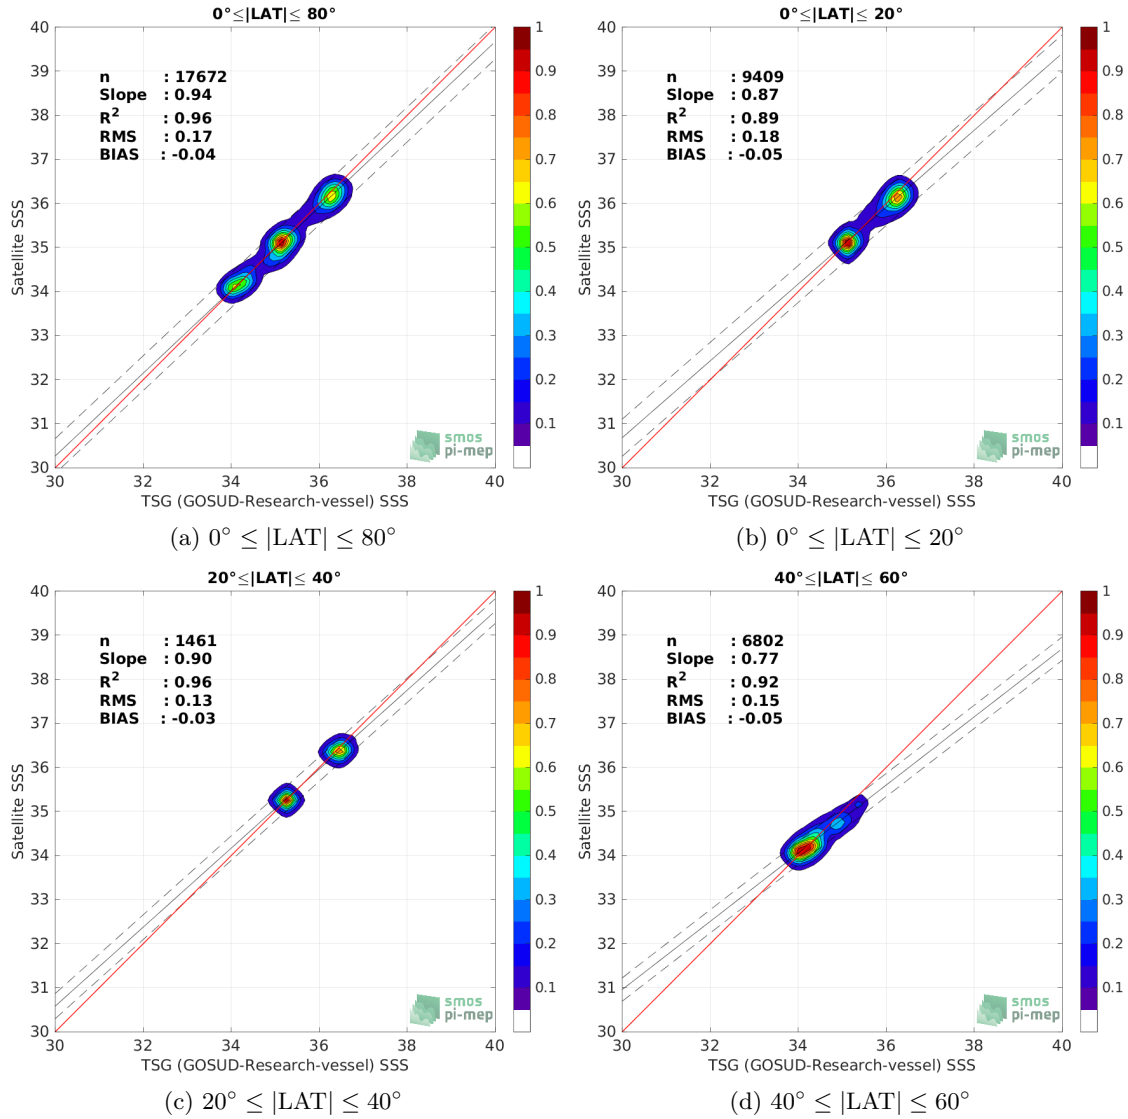 0°≤|LAT|≤ 80°
n : 17672
Slope : 0.94
R² : 0.96
RMS : 0.17
BIAS : -0.04
40
39
38
37
36
35
34
33
32
31
30
Satellite SSS
30 32 34 36 38 40
TSG (GOSUD-Research-vessel) SSS
1
0.9
0.8
0.7
0.6
0.5
0.4
0.3
0.2
0.1
smos
pi-mep
(a) 0° ≤ |LAT| ≤ 80°
0°≤|LAT|≤ 20°
n : 9409
Slope : 0.87
R² : 0.89
RMS : 0.18
BIAS : -0.05
40
39
38
37
36
35
34
33
32
31
30
Satellite SSS
30 32 34 36 38 40
TSG (GOSUD-Research-vessel) SSS
1
0.9
0.8
0.7
0.6
0.5
0.4
0.3
0.2
0.1
smos
pi-mep
(b) 0° ≤ |LAT| ≤ 20°
20°≤|LAT|≤ 40°
n : 1461
Slope : 0.90
R² : 0.96
RMS : 0.13
BIAS : -0.03
40
39
38
37
36
35
34
33
32
31
30
Satellite SSS
30 32 34 36 38 40
TSG (GOSUD-Research-vessel) SSS
1
0.9
0.8
0.7
0.6
0.5
0.4
0.3
0.2
0.1
smos
pi-mep
(c) 20° ≤ |LAT| ≤ 40°
40°≤|LAT|≤ 60°
n : 6802
Slope : 0.77
R² : 0.92
RMS : 0.15
BIAS : -0.05
40
39
38
37
36
35
34
33
32
31
30
Satellite SSS
30 32 34 36 38 40
TSG (GOSUD-Research-vessel) SSS
1
0.9
0.8
0.7
0.6
0.5
0.4
0.3
0.2
0.1
smos
pi-mep
(d) 40° ≤ |LAT| ≤ 60°